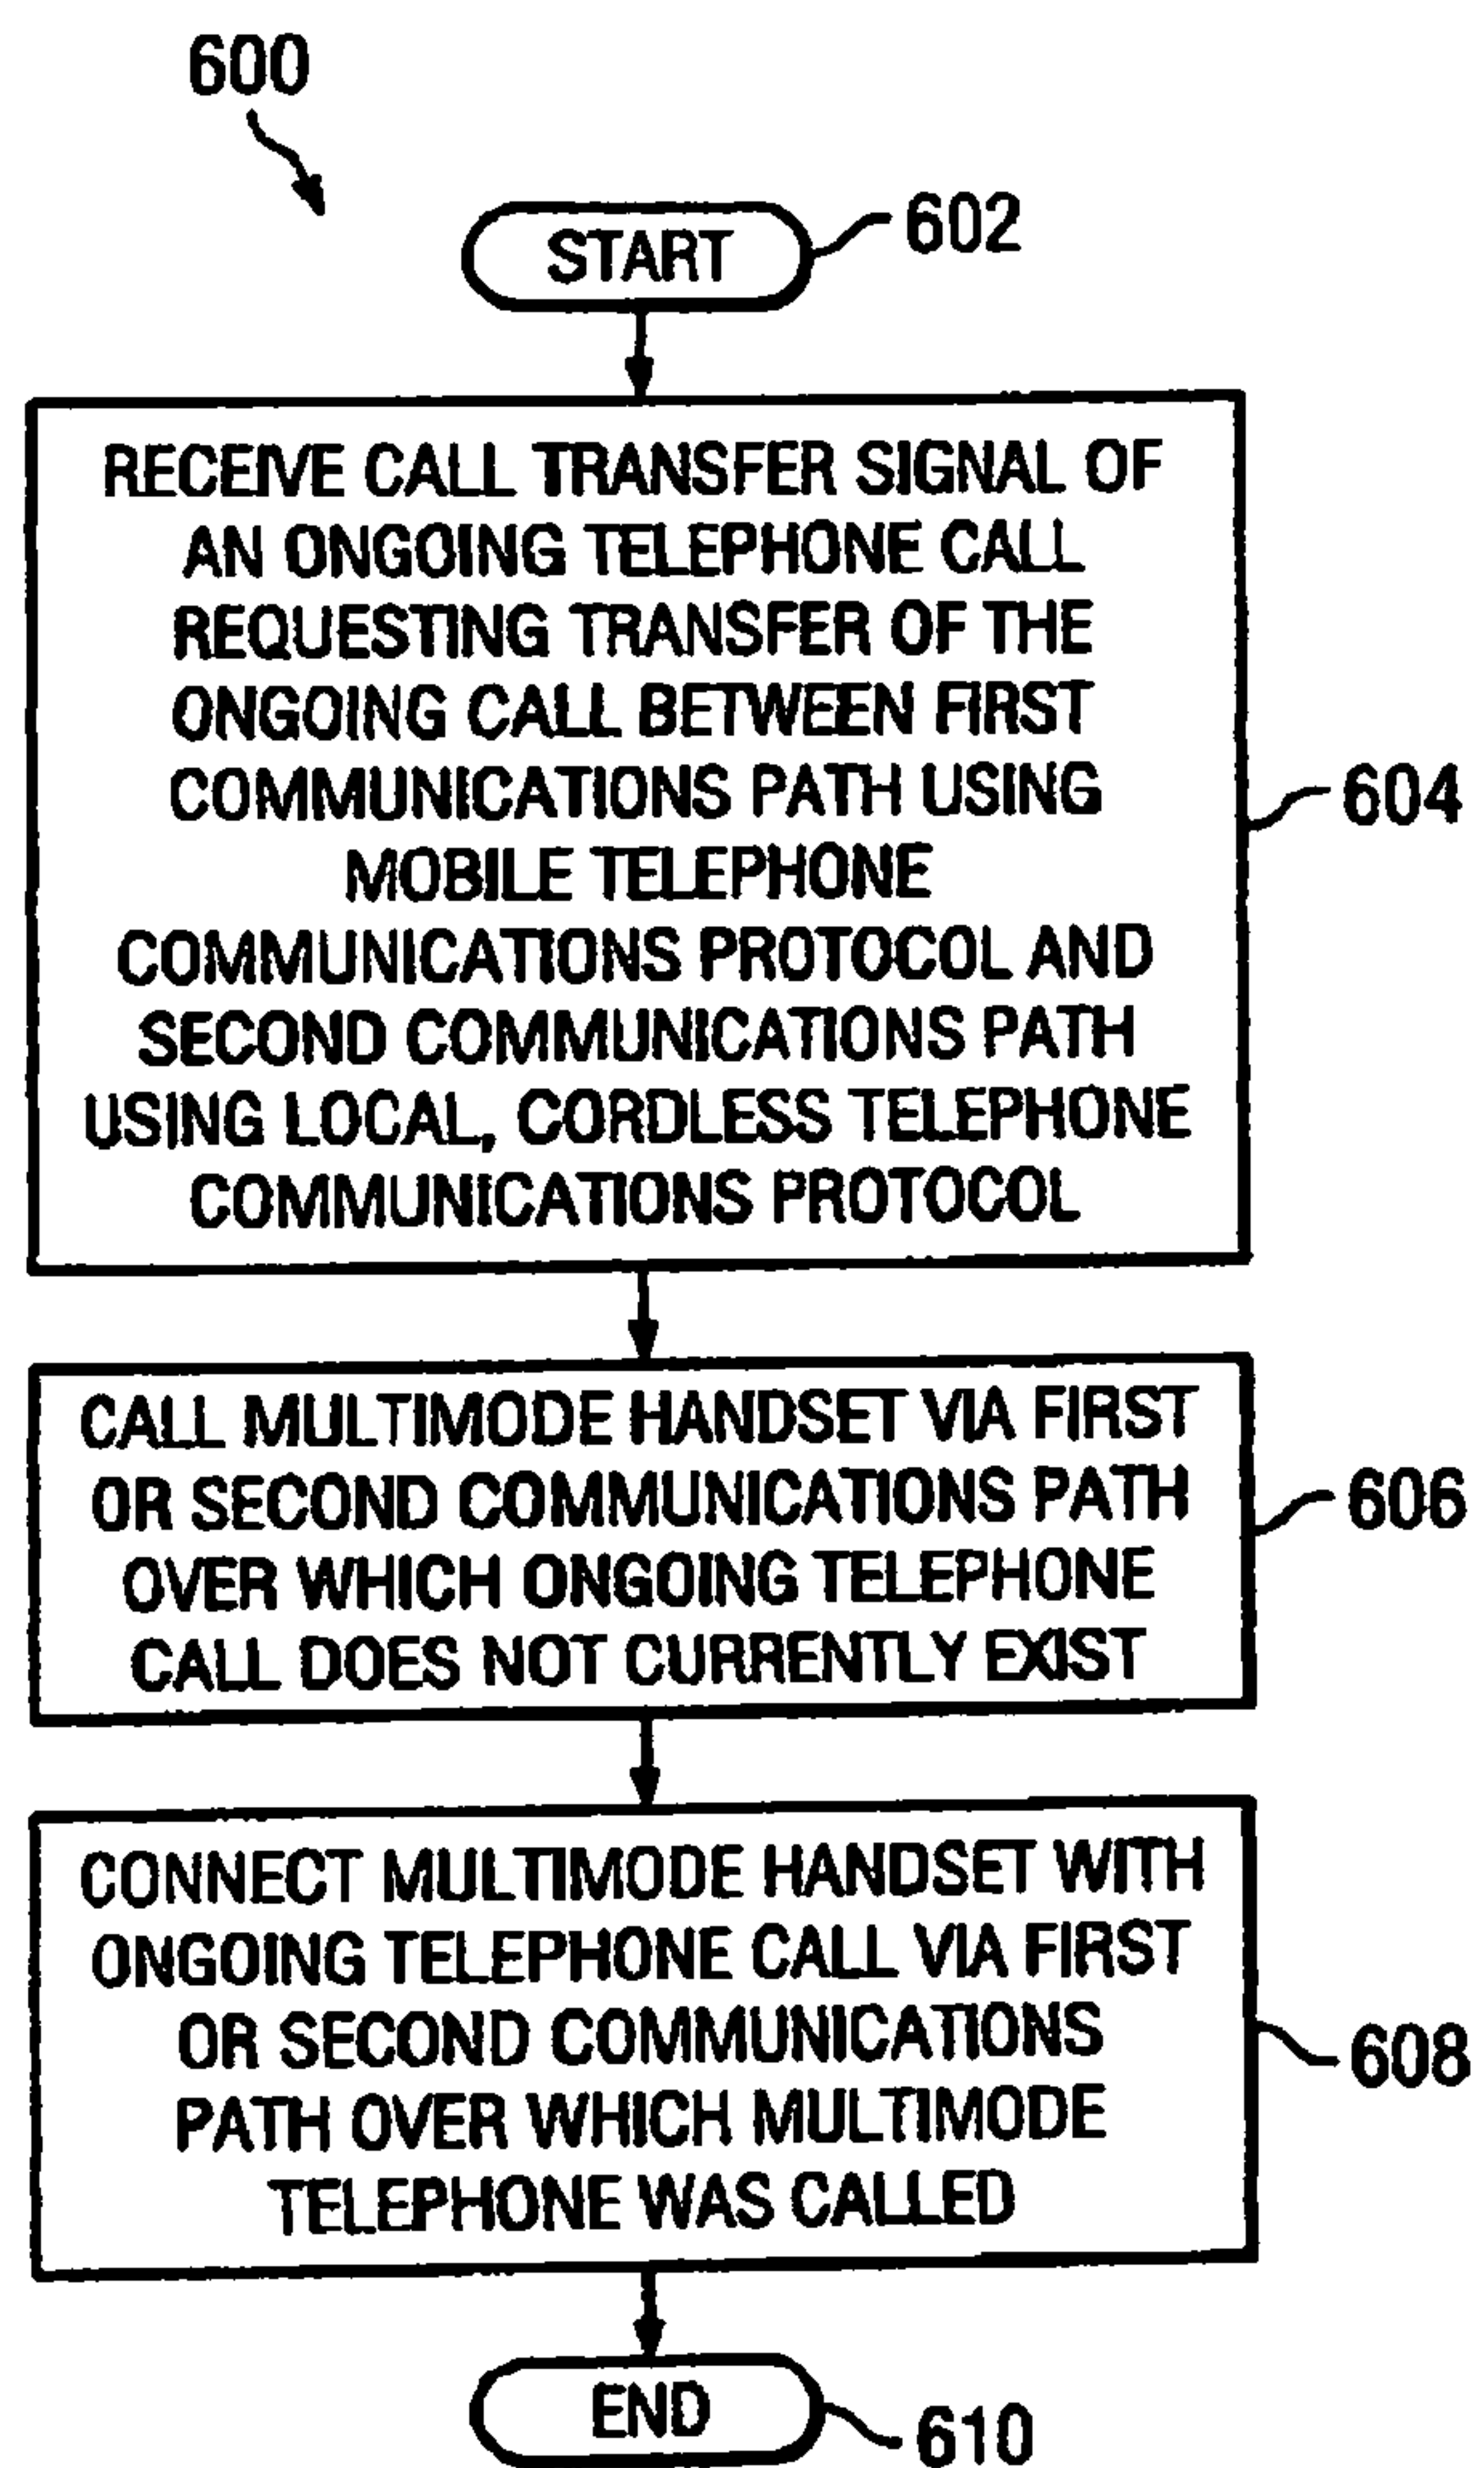 600
START
602
RECEIVE CALL TRANSFER SIGNAL OF
AN ONGOING TELEPHONE CALL
REQUESTING TRANSFER OF THE
ONGOING CALL BETWEEN FIRST
COMMUNICATIONS PATH USING
MOBILE TELEPHONE
COMMUNICATIONS PROTOCOL AND
SECOND COMMUNICATIONS PATH
USING LOCAL, CORDLESS TELEPHONE
COMMUNICATIONS PROTOCOL
604
CALL MULTIMODE HANDSET VIA FIRST
OR SECOND COMMUNICATIONS PATH
OVER WHICH ONGOING TELEPHONE
CALL DOES NOT CURRENTLY EXIST
606
CONNECT MULTIMODE HANDSET WITH
ONGOING TELEPHONE CALL VIA FIRST
OR SECOND COMMUNICATIONS
PATH OVER WHICH MULTIMODE
TELEPHONE WAS CALLED
608
END
610